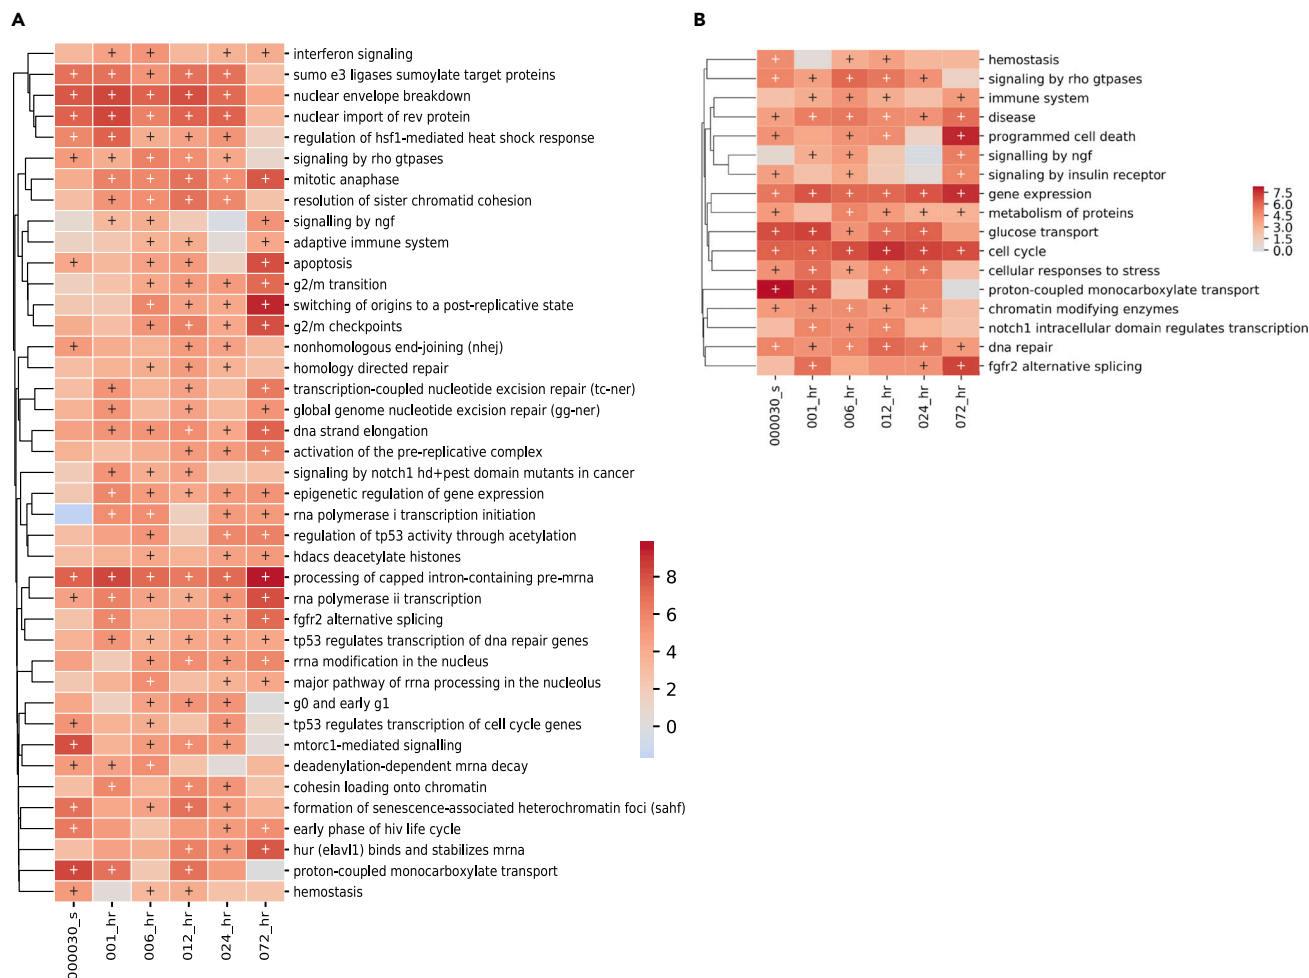 A
interferon signaling
sumo e3 ligases sumoylate target proteins
nuclear envelope breakdown
nuclear import of rev protein
regulation of hsf1-mediated heat shock response
signaling by rho gtpases
mitotic anaphase
resolution of sister chromatid cohesion
signalling by ngf
adaptive immune system
apoptosis
g2/m transition
switching of origins to a post-replicative state
g2/m checkpoints
nonhomologous end-joining (nhej)
homology directed repair
transcription-coupled nucleotide excision repair (tc-ner)
global genome nucleotide excision repair (gg-ner)
dna strand elongation
activation of the pre-replicative complex
signaling by notch1 hd+pest domain mutants in cancer
epigenetic regulation of gene expression
rna polymerase i transcription initiation
regulation of tp53 activity through acetylation
hdacs deacetylate histones
processing of capped intron-containing pre-mrna
rna polymerase ii transcription
fgfr2 alternative splicing
tp53 regulates transcription of dna repair genes
rrna modification in the nucleus
major pathway of rrna processing in the nucleolus
g0 and early g1
tp53 regulates transcription of cell cycle genes
mtorc1-mediated signalling
deadenylation-dependent mrna decay
cohesin loading onto chromatin
formation of senescence-associated heterochromatin foci (sahf)
early phase of hiv life cycle
hur (elavl1) binds and stabilizes mrna
proton-coupled monocarboxylate transport
hemostasis
000030_s
001_hr
006_hr
012_hr
024_hr
072_hr
8
6
4
2
0
B
hemostasis
signaling by rho gtpases
immune system
disease
programmed cell death
signalling by ngf
signaling by insulin receptor
gene expression
metabolism of proteins
glucose transport
cell cycle
cellular responses to stress
proton-coupled monocarboxylate transport
chromatin modifying enzymes
notch1 intracellular domain regulates transcription
dna repair
fgfr2 alternative splicing
000030_s
001_hr
006_hr
012_hr
024_hr
072_hr
7.5
6.0
4.5
3.0
1.5
0.0